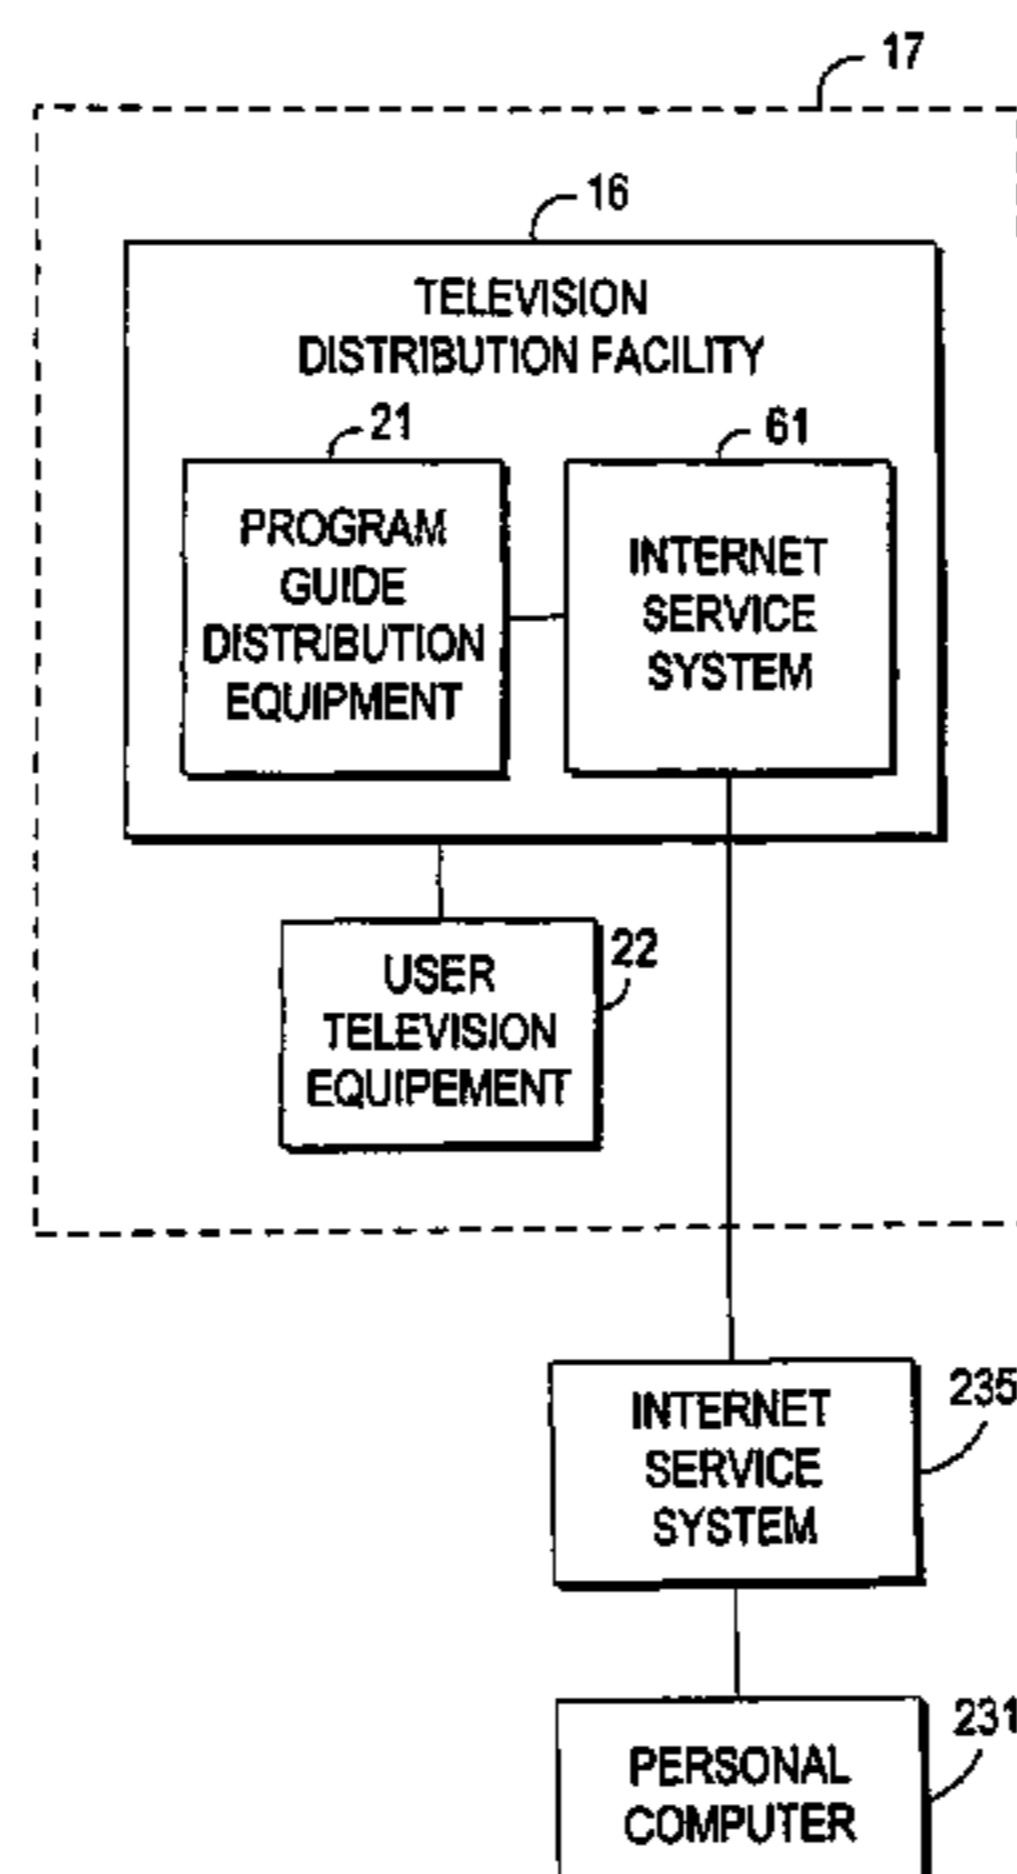 17
16
TELEVISION
DISTRIBUTION FACILITY
21
61
PROGRAM
GUIDE
DISTRIBUTION
EQUIPMENT
INTERNET
SERVICE
SYSTEM
22
USER
TELEVISION
EQUIPEMENT
235
INTERNET
SERVICE
SYSTEM
231
PERSONAL
COMPUTER